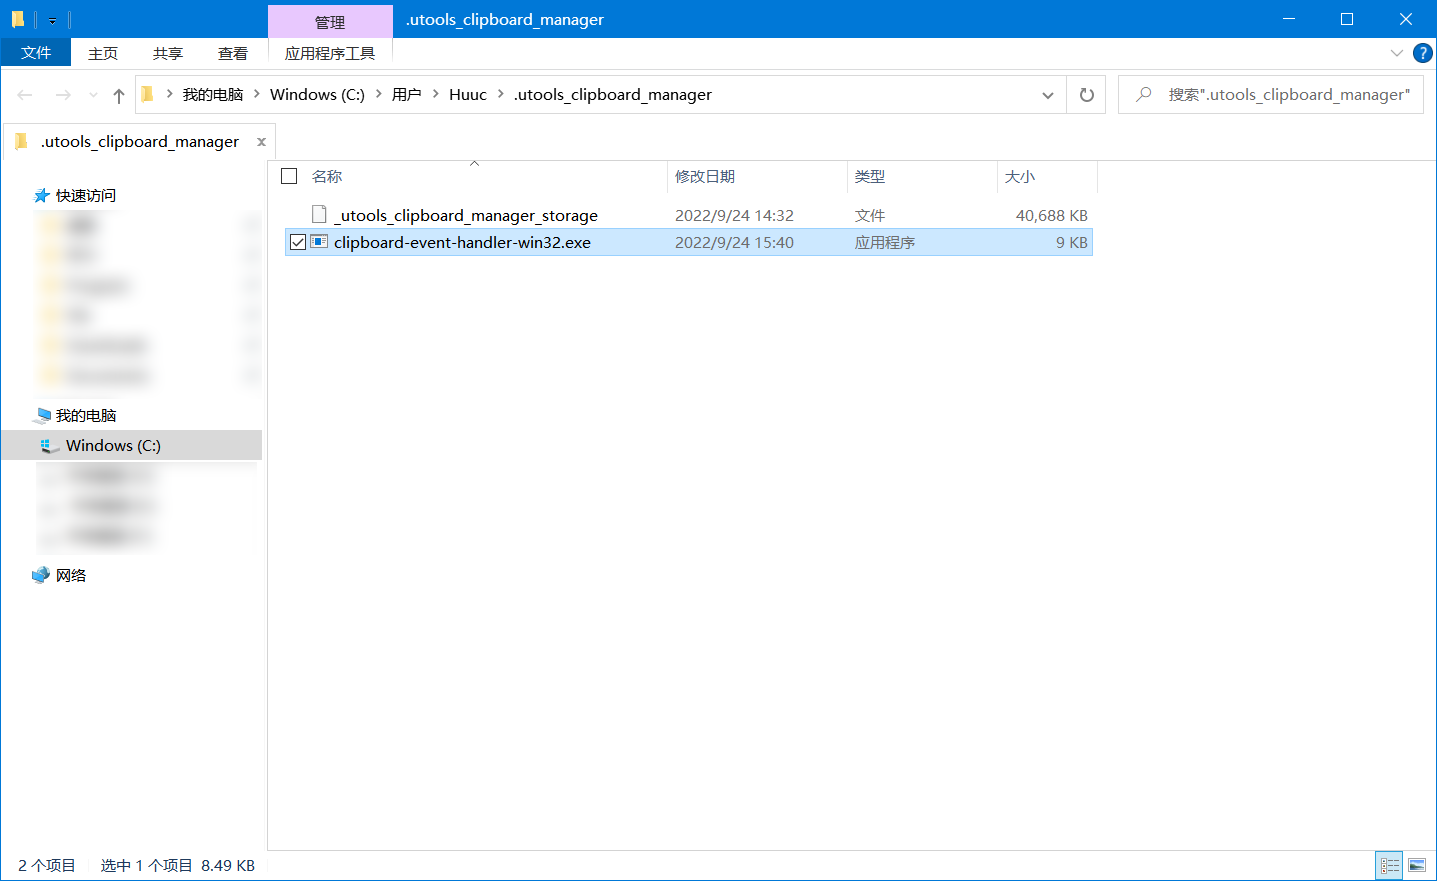 管理
.utools_clipboard_manager
文件 主页 共享 查看 应用程序工具
我的电脑 Windows (C:) 用户 Huuc .utools_clipboard_manager
搜索".utools_clipboard_manager"
.utools_clipboard_manager x
名称 修改日期 类型 大小
快速访问
_utools_clipboard_manager_storage 2022/9/24 14:32 文件 40,688 KB
clipboard-event-handler-win32.exe 2022/9/24 15:40 应用程序 9 KB
我的电脑
Windows (C:)
网络
2 个项目 选中 1 个项目 8.49 KB